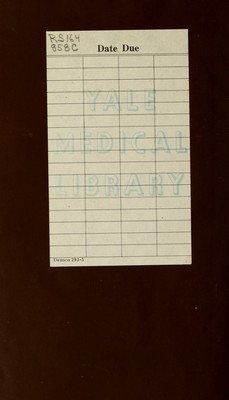 RS164
858C
Date Due
YALE
MEDICAL
LIBRARY
Demco 293-5